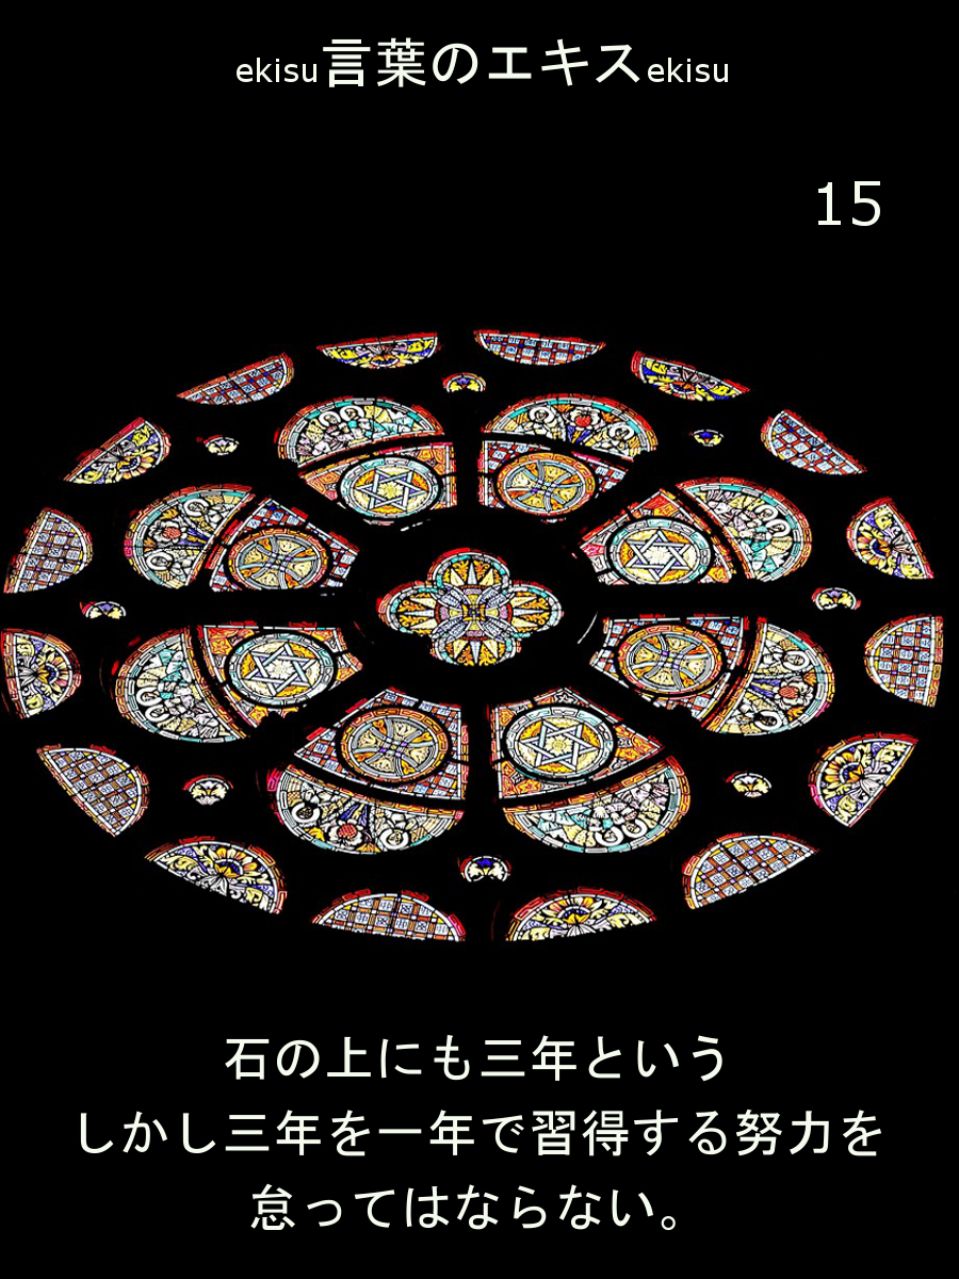 ekisu言葉のエキスekisu
15
石の上にも三年という
しかし三年を一年で習得する努力を
怠ってはならない。